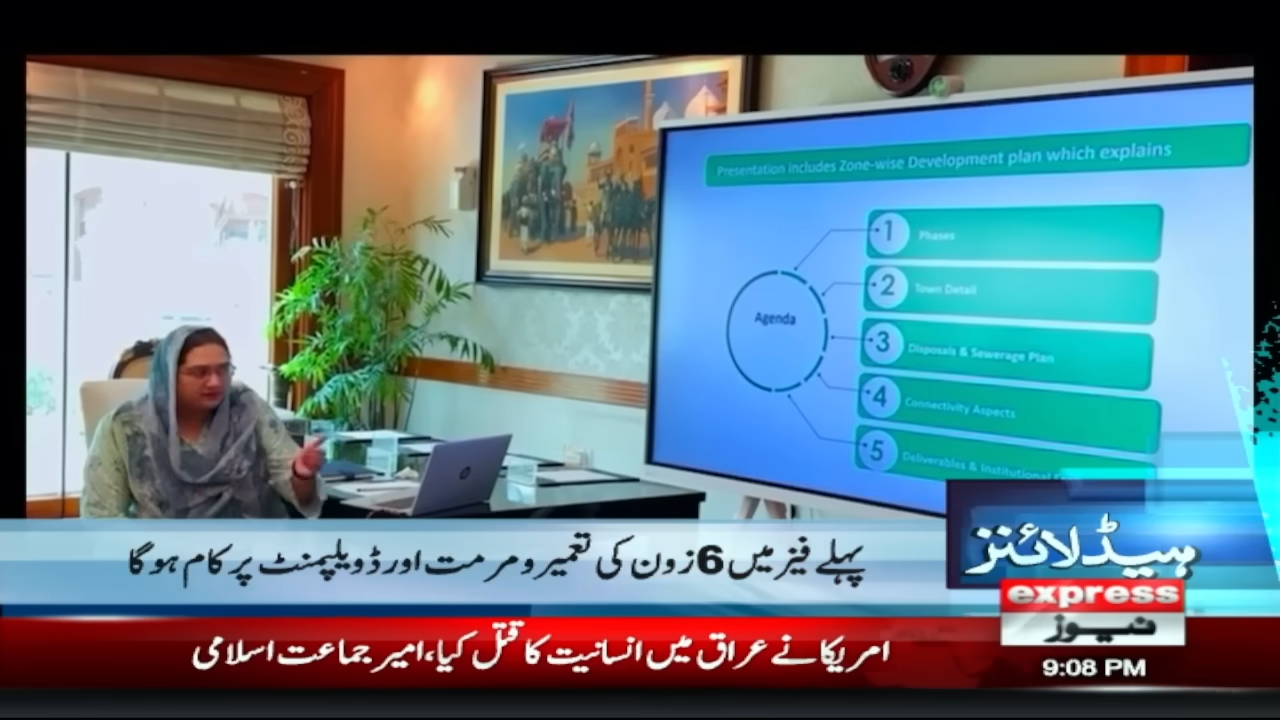 Presentation includes Zone-wise Development plan which explains
Agenda
1 Phases
2 Town Detail
3 Disposals & Sewerage Plan
4 Connectivity Aspects
5 Deliverables & Institutional
hp
پہلے فیز میں 6 زون کی تعمیر و مرمت اور ڈویلپمنٹ پر کام ہوگا
ہیڈلائنز
express
نیوز
امریکا نے عراق میں انسانیت کا قتل کیا، امیر جماعت اسلامی
9:08 PM